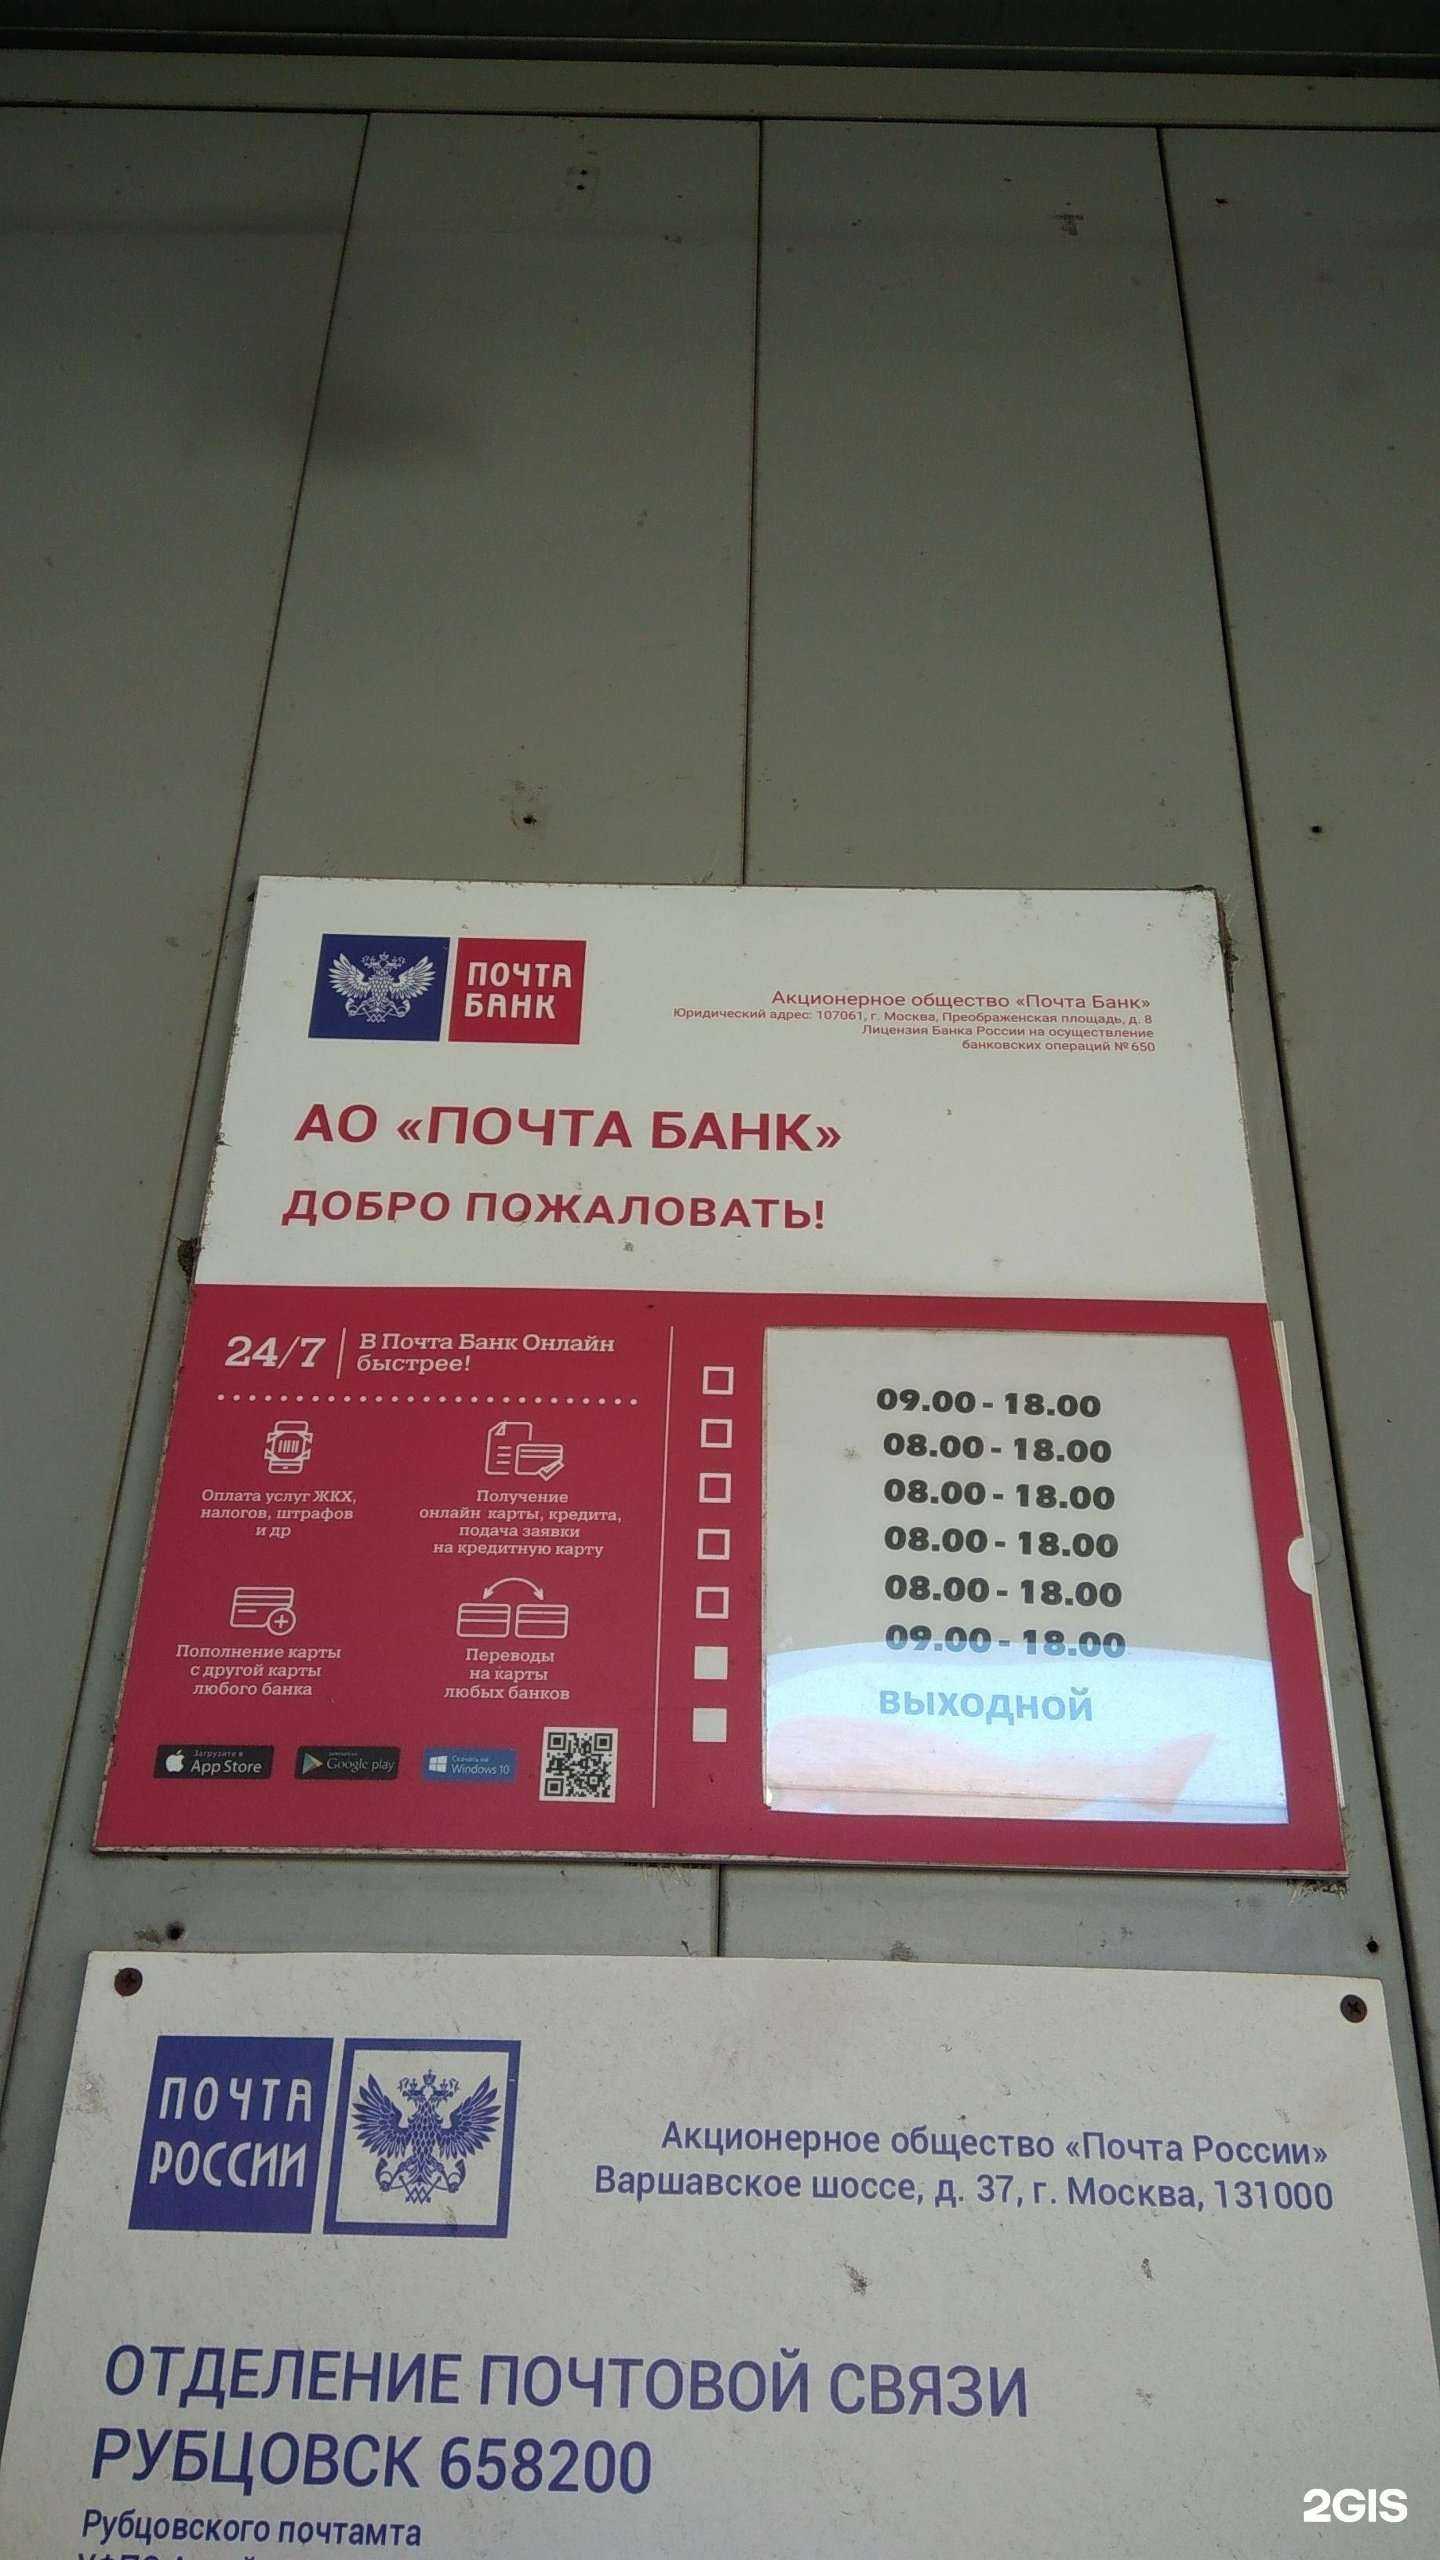 ПОЧТА
БАНК
Акционерное общество «Почта Банк»
Юридический адрес: 107061, г. Москва, Преображенская площадь, д. 8
Лицензия Банка России на осуществление
банковских операций № 650
АО «ПОЧТА БАНК»
ДОБРО ПОЖАЛОВАТЬ!
24/7
В Почта Банк Онлайн
быстрее!
Оплата услуг ЖКХ,
налогов, штрафов
и др
Получение
онлайн карты, кредита,
подача заявки
на кредитную карту
Пополнение карты
с другой карты
любого банка
Переводы
на карты
любых банков
Загрузите в
App Store
Google play
Скачать на
Windows 10
09.00 - 18.00
08.00 - 18.00
08.00 - 18.00
08.00 - 18.00
08.00 - 18.00
09.00 - 18.00
ВЫХОДНОЙ
ПОЧТА
РОССИИ
Акционерное общество «Почта России»
Варшавское шоссе, д. 37, г. Москва, 131000
ОТДЕЛЕНИЕ ПОЧТОВОЙ СВЯЗИ
РУБЦОВСК 658200
Рубцовского почтамта
2GIS